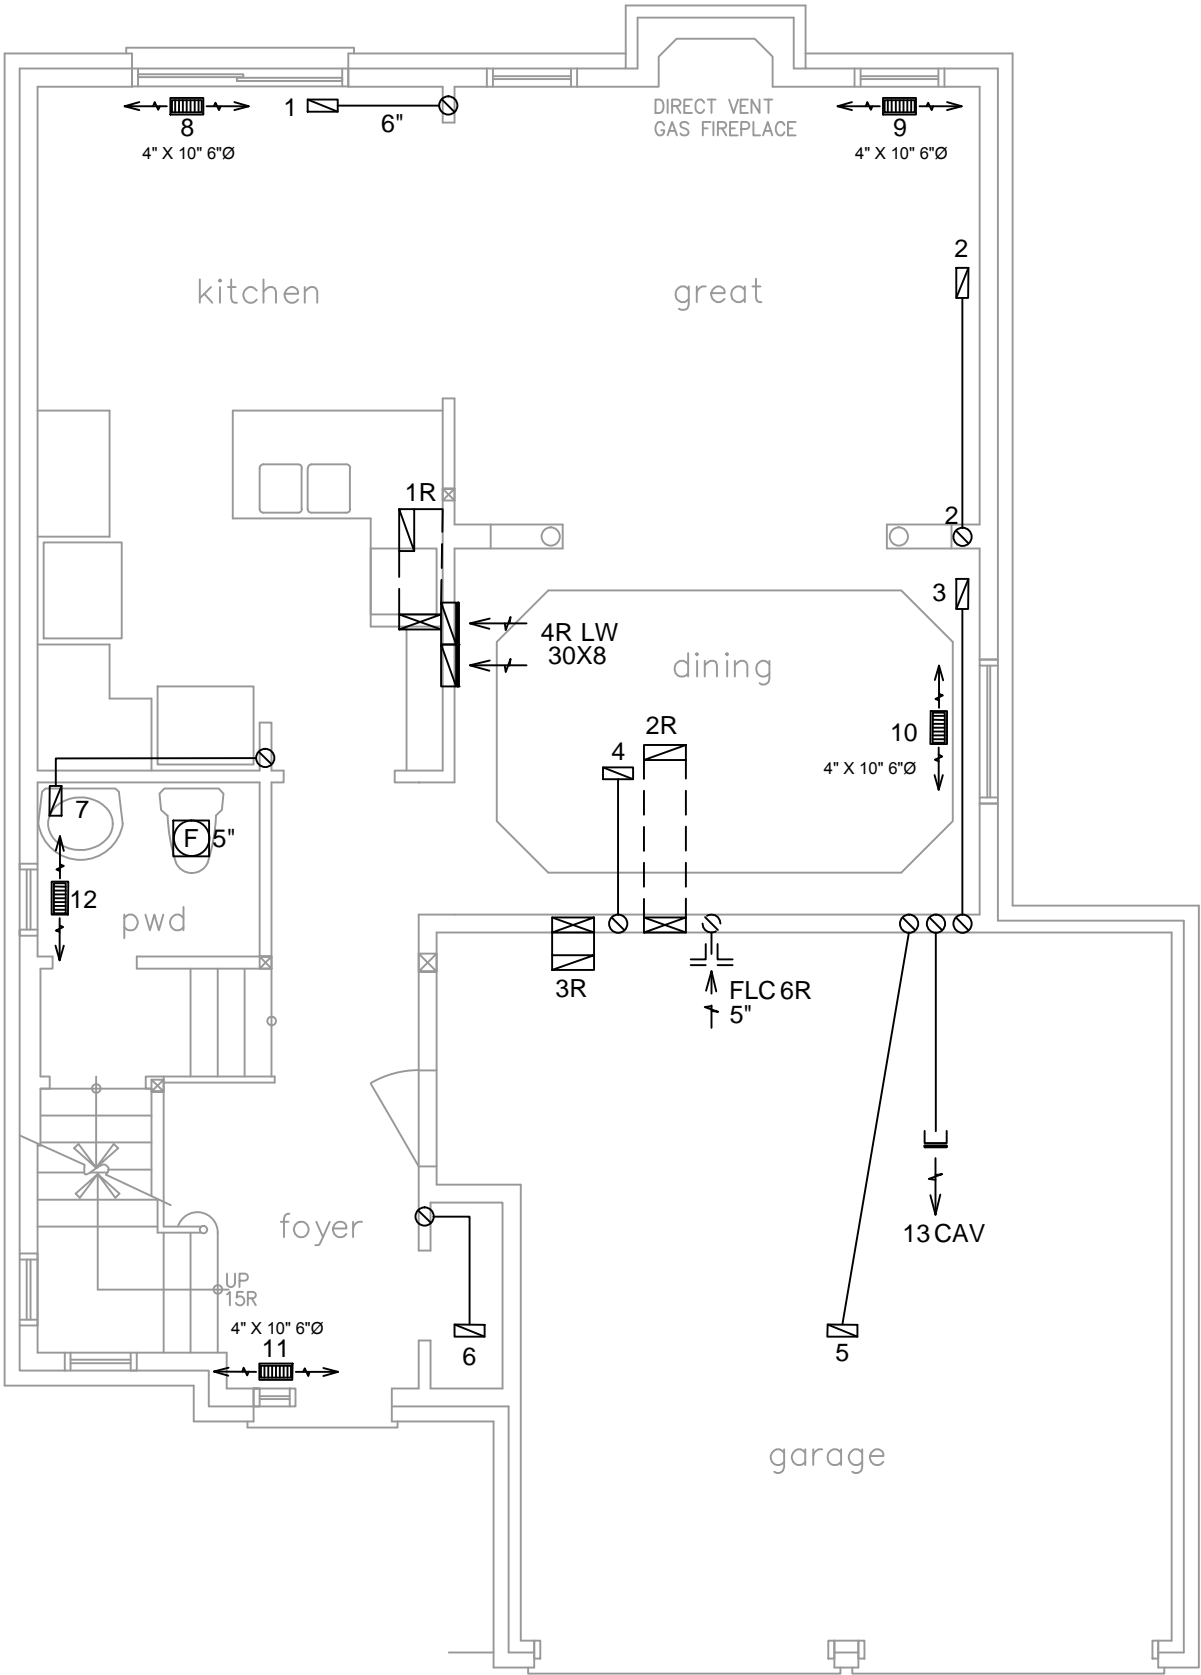 DIRECT VENT
GAS FIREPLACE
8
4" X 10" 6"Ø
1
6"
9
4" X 10" 6"Ø
kitchen
great
2
1R
2
3
4R LW
30X8
dining
2R
4
10
4" X 10" 6"Ø
7
F 5"
12
pwd
3R
FLC 6R
5"
foyer
13 CAV
UP
15R
4" X 10" 6"Ø
11
6
5
garage